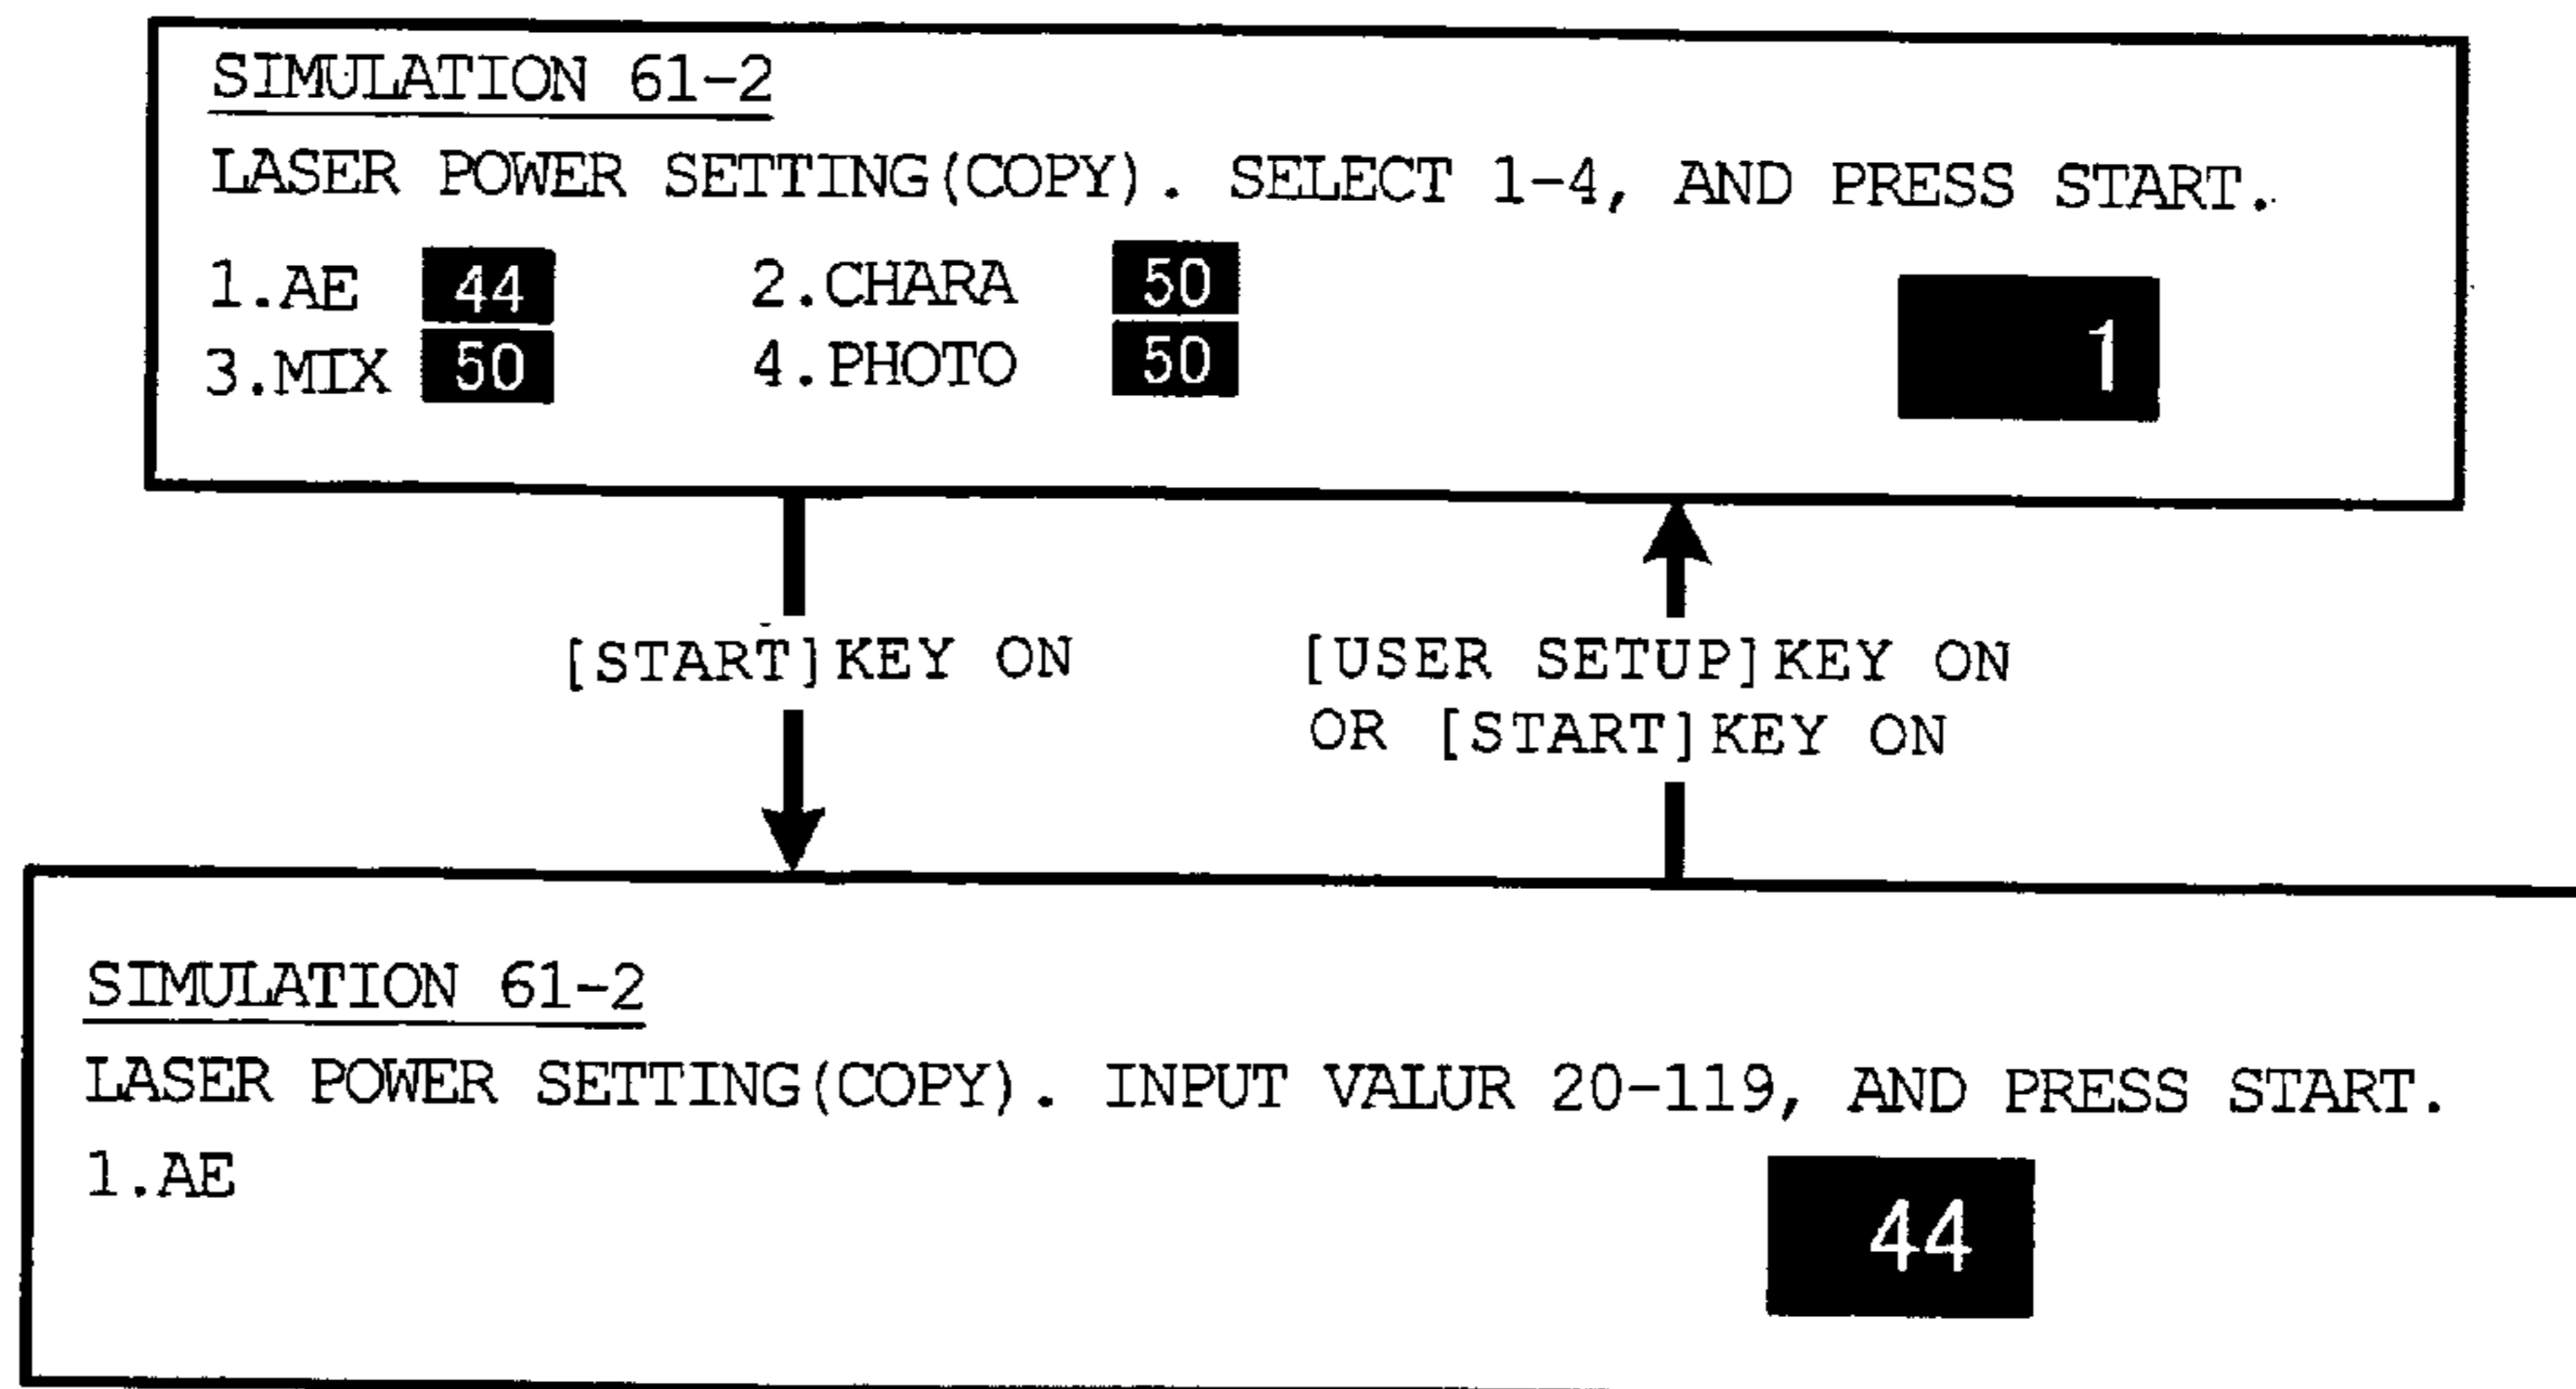 SIMULATION 61-2
LASER POWER SETTING(COPY). SELECT 1-4, AND PRESS START.
1.AE 44 2.CHARA 50
3.MIX 50 4.PHOTO 50
1
[START]KEY ON
[USER SETUP]KEY ON
OR [START]KEY ON
SIMULATION 61-2
LASER POWER SETTING(COPY). INPUT VALUR 20-119, AND PRESS START.
1.AE
44